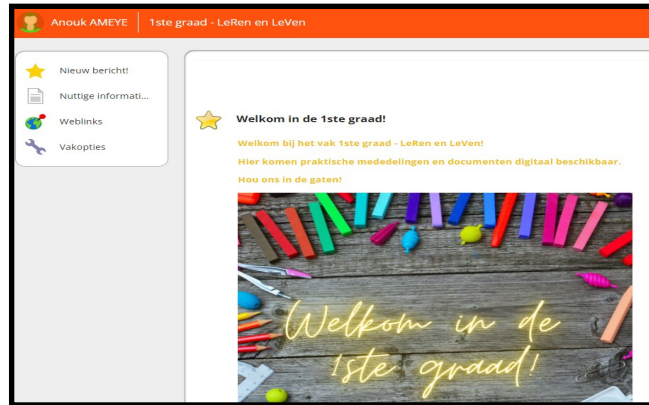 Anouk AMEYE
1ste graad - LeRen en LeVen
Nieuw bericht!
Nuttige informati...
Weblinks
Vakopties
Welkom in de 1ste graad!
Welkom bij het vak 1ste graad - LeRen en LeVen!
Hier komen praktische mededelingen en documenten digitaal beschikbaar.
Hou ons in de gaten!
Welkom in de
1ste graad!